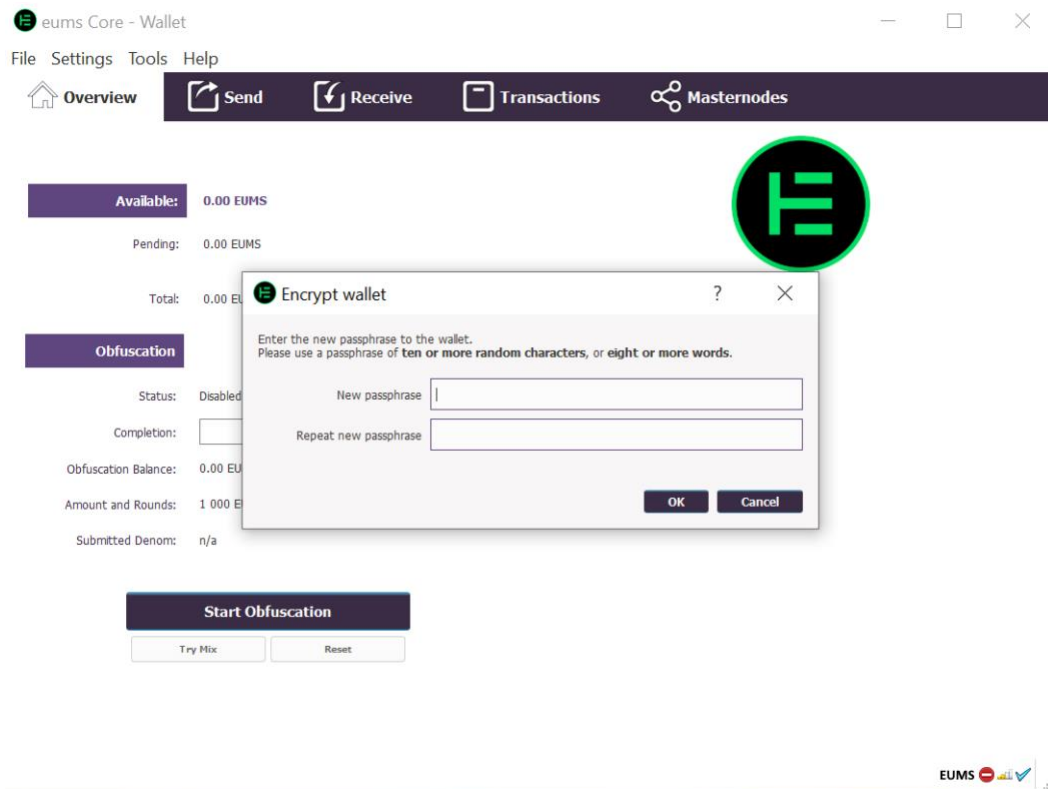 eums Core - Wallet
File Settings Tools Help
Overview Send Receive Transactions Masternodes
Available: 0.00 EUMS
Pending: 0.00 EUMS
Total: 0.00 EU
Encrypt wallet ?
Enter the new passphrase to the wallet.
Please use a passphrase of ten or more random characters, or eight or more words.
New passphrase
Repeat new passphrase
OK Cancel
Obfuscation
Status: Disabled
Completion:
Obfuscation Balance: 0.00 EU
Amount and Rounds: 1 000 E
Submitted Denom: n/a
Start Obfuscation
Try Mix Reset
EUMS